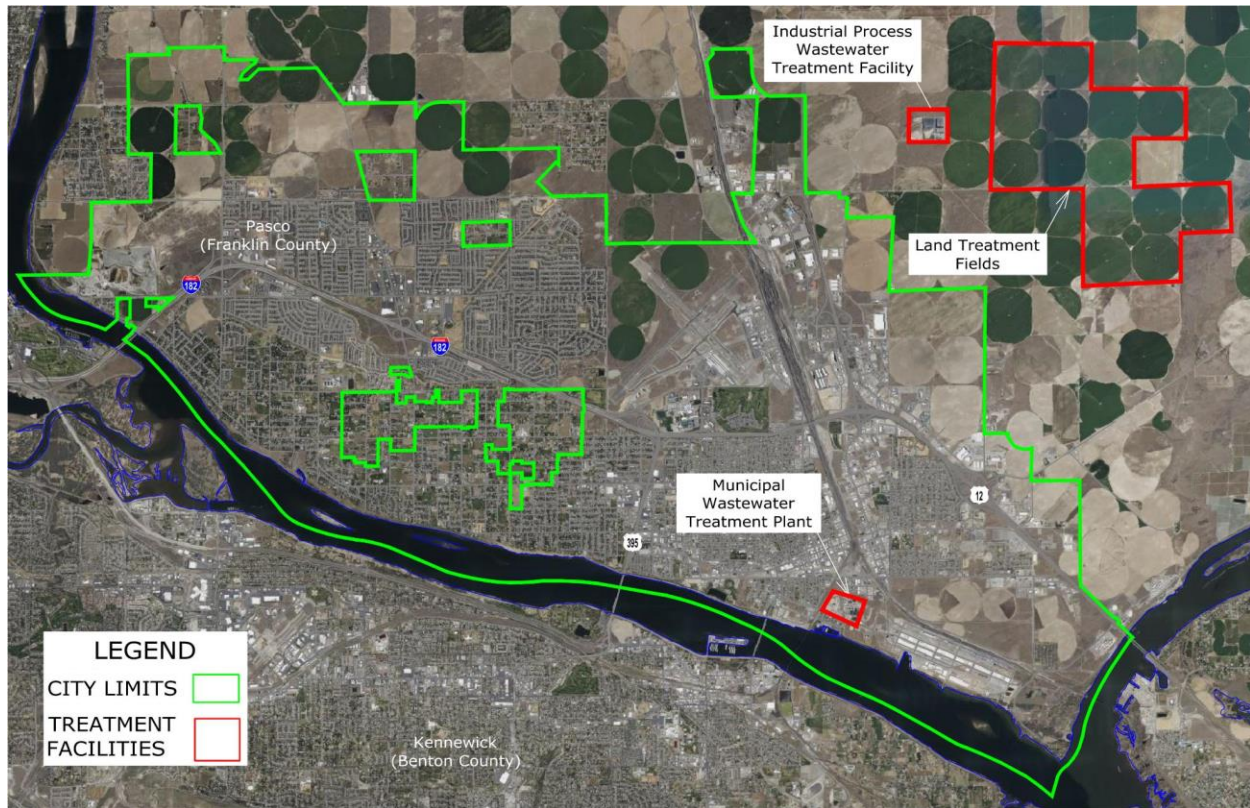 Industrial Process
Wastewater
Treatment Facility
Land Treatment
Fields
Pasco
(Franklin County)
182
182
Municipal
Wastewater
Treatment Plant
12
395
LEGEND
CITY LIMITS
TREATMENT
FACILITIES
Kennewick
(Benton County)